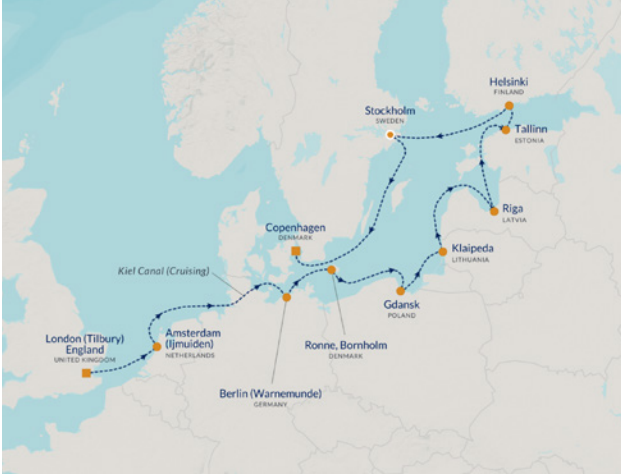 Helsinki
FINLAND
Stockholm
SWEDEN
Tallinn
ESTONIA
Riga
LATVIA
Copenhagen
DENMARK
Klaipeda
LITHUANIA
Kiel Canal (Cruising)
Gdansk
POLAND
London (Tilbury)
England
UNITED KINGDOM
Amsterdam
(Ijmuiden)
NETHERLANDS
Ronne, Bornholm
DENMARK
Berlin (Warnemunde)
GERMANY